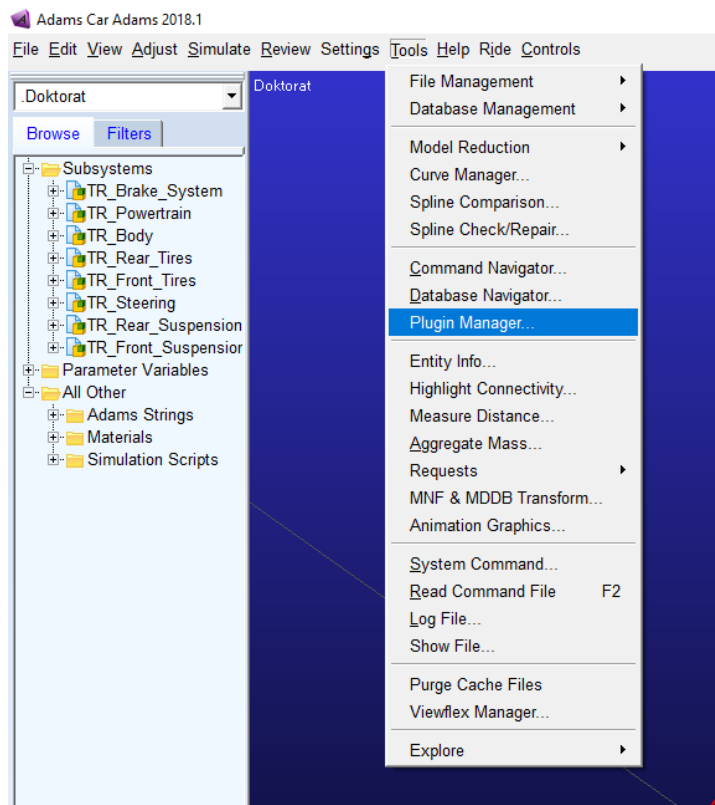 Adams Car Adams 2018.1
File Edit View Adjust Simulate Review Settings Tools Help Ride Controls
.Doktorat
Browse Filters
Subsystems
TR_Brake_System
TR_Powertrain
TR_Body
TR_Rear_Tires
TR_Front_Tires
TR_Steering
TR_Rear_Suspension
TR_Front_Suspension
Parameter Variables
All Other
Adams Strings
Materials
Simulation Scripts
Doktorat
File Management
Database Management
Model Reduction
Curve Manager...
Spline Comparison...
Spline Check/Repair...
Command Navigator...
Database Navigator...
Plugin Manager...
Entity Info...
Highlight Connectivity...
Measure Distance...
Aggregate Mass...
Requests
MNF & MDDB Transform...
Animation Graphics...
System Command...
Read Command File F2
Log File...
Show File...
Purge Cache Files
Viewflex Manager...
Explore